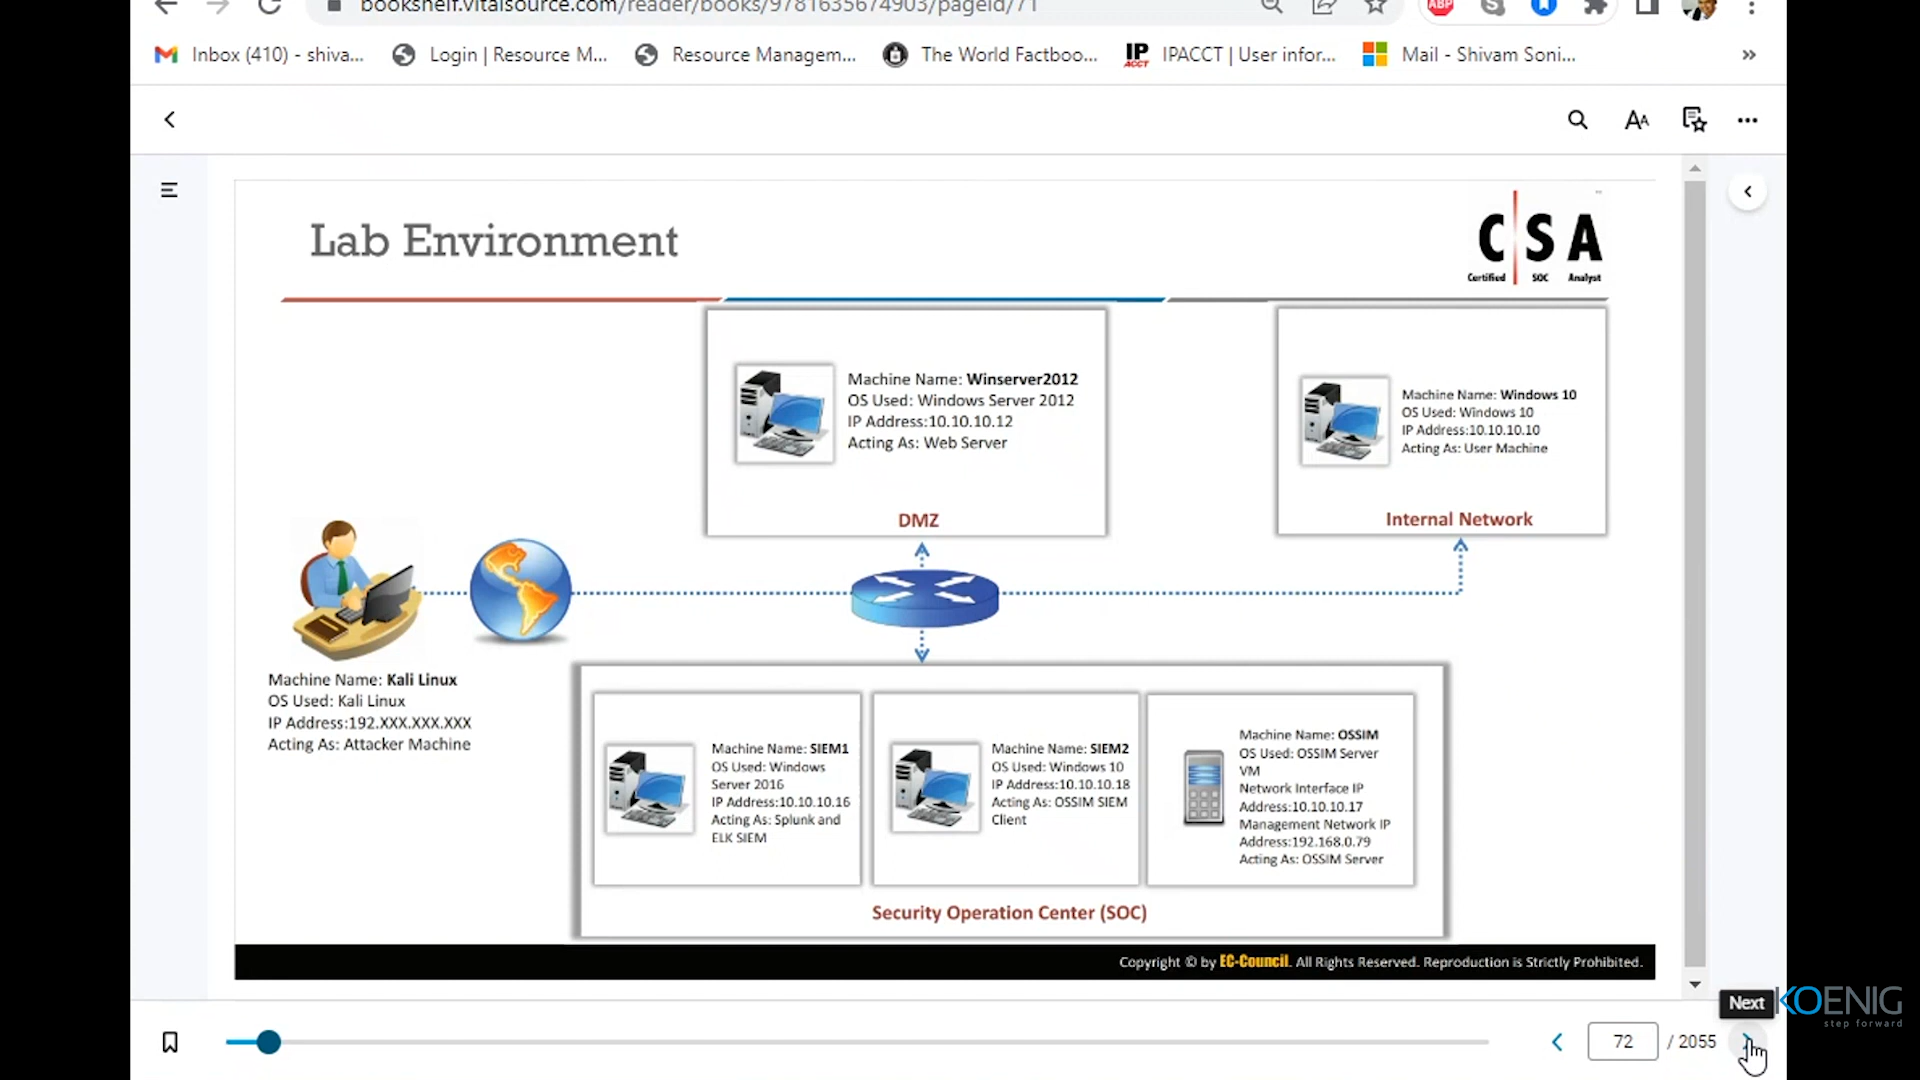 bookshelf.vitalsource.com/reader/books/9781635674903/pageid/71
ABP
Inbox (410) - shiva...
Login | Resource M...
Resource Managem...
The World Factboo...
IP ACCT
IPACCT | User infor...
Mail - Shivam Soni...
»
AA
Lab Environment
CSA
Certified SOC Analyst
Machine Name: Winserver2012
OS Used: Windows Server 2012
IP Address:10.10.10.12
Acting As: Web Server
DMZ
Machine Name: Windows 10
OS Used: Windows 10
IP Address:10.10.10.10
Acting As: User Machine
Internal Network
Machine Name: Kali Linux
OS Used: Kali Linux
IP Address:192.XXX.XXX.XXX
Acting As: Attacker Machine
Machine Name: SIEM1
OS Used: Windows
Server 2016
IP Address:10.10.10.16
Acting As: Splunk and
ELK SIEM
Machine Name: SIEM2
OS Used: Windows 10
IP Address:10.10.10.18
Acting As: OSSIM SIEM
Client
Machine Name: OSSIM
OS Used: OSSIM Server
VM
Network Interface IP
Address:10.10.10.17
Management Network IP
Address:192.168.0.79
Acting As: OSSIM Server
Security Operation Center (SOC)
Copyright © by EC-Council. All Rights Reserved. Reproduction is Strictly Prohibited.
Next
KOENIG
step forward
72 / 2055